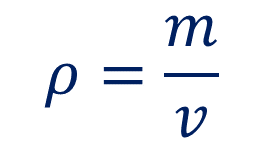 ρ = m/v